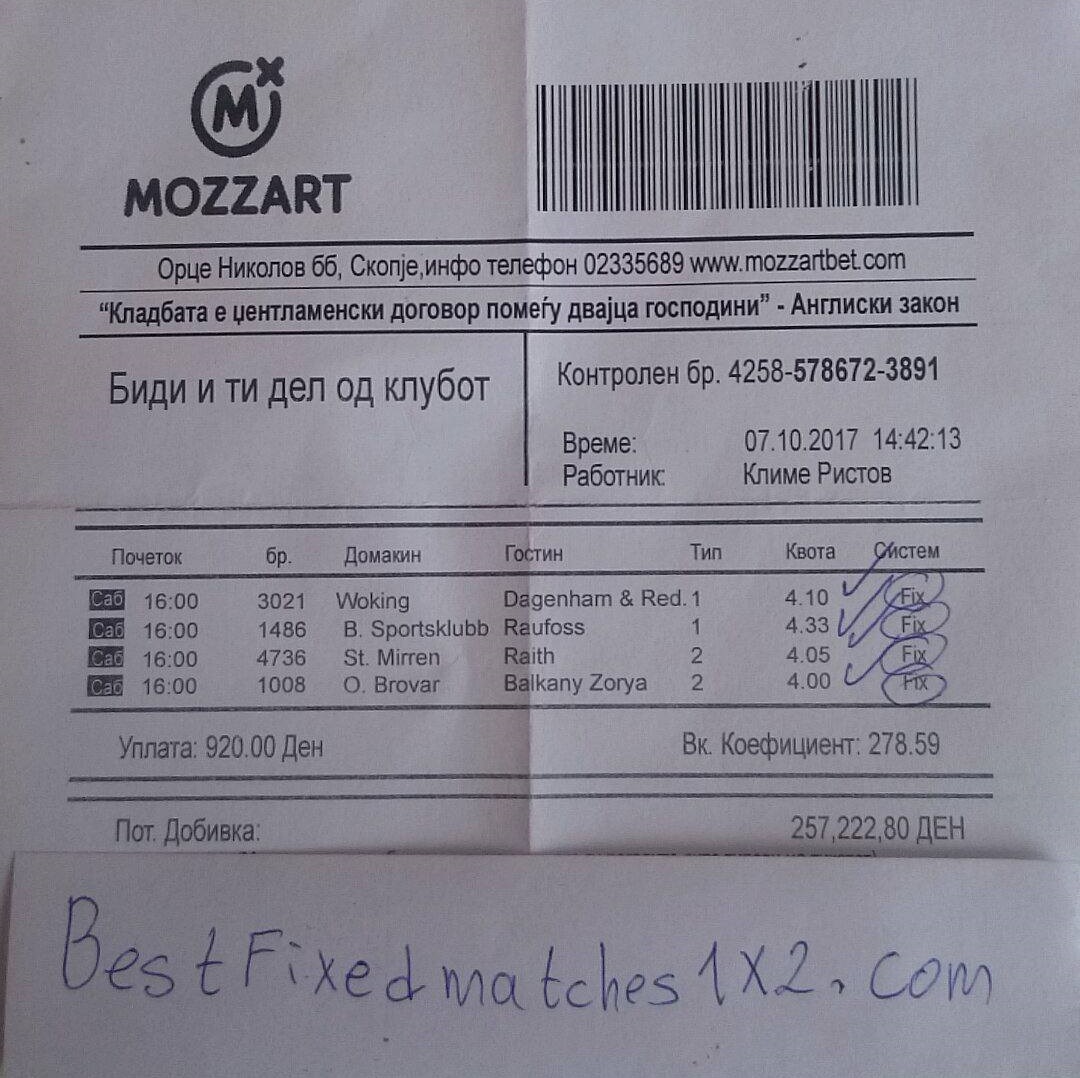 MOZZART
Орце Николов бб, Скопје,инфо телефон 02335689 www.mozzartbet.com
“Кладбата е џентламенски договор помеѓу двајца господини” - Англиски закон
Биди и ти дел од клубот
Контролен бр. 4258-578672-3891
Време: 07.10.2017 14:42:13
Работник: Климе Ристов
Почеток бр. Домакин Гостин Тип Квота Систем
Саб 16:00 3021 Woking Dagenham & Red. 1 4.10 Fix
Саб 16:00 1486 B. Sportsklubb Raufoss 1 4.33 Fix
Саб 16:00 4736 St. Mirren Raith 2 4.05 Fix
Саб 16:00 1008 O. Brovar Balkany Zorya 2 4.00 Fix
Уплата: 920.00 Ден Вк. Коефициент: 278.59
Пот. Добивка: 257,222,80 ДЕН
BestFixedmatches1X2.com